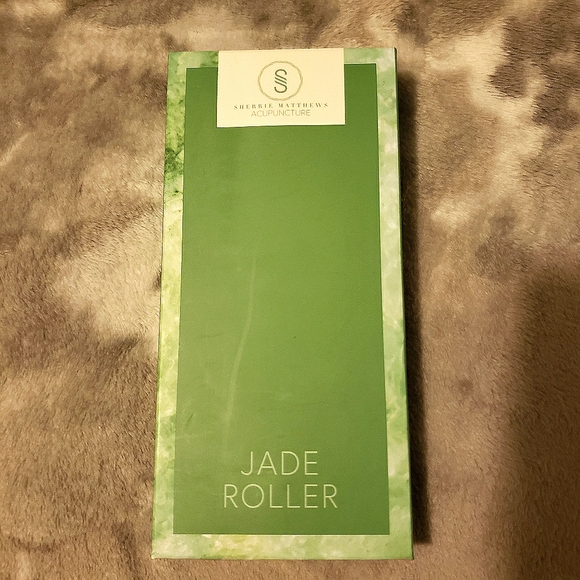 S
SHERRIE MATTHEWS
ACUPUNCTURE
JADE
ROLLER